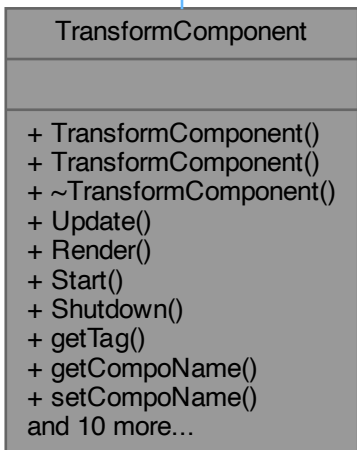 TransformComponent
+ TransformComponent()
+ TransformComponent()
+ ~TransformComponent()
+ Update()
+ Render()
+ Start()
+ Shutdown()
+ getTag()
+ getCompoName()
+ setCompoName()
and 10 more...